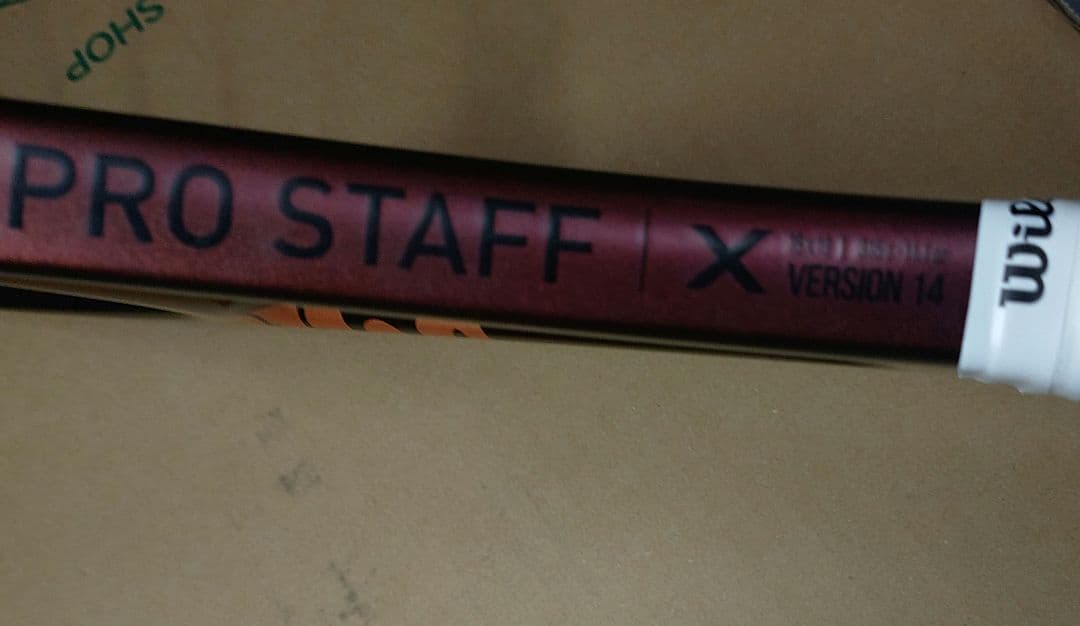 SHOP
PRO STAFF | X
VERSION 14
Wil